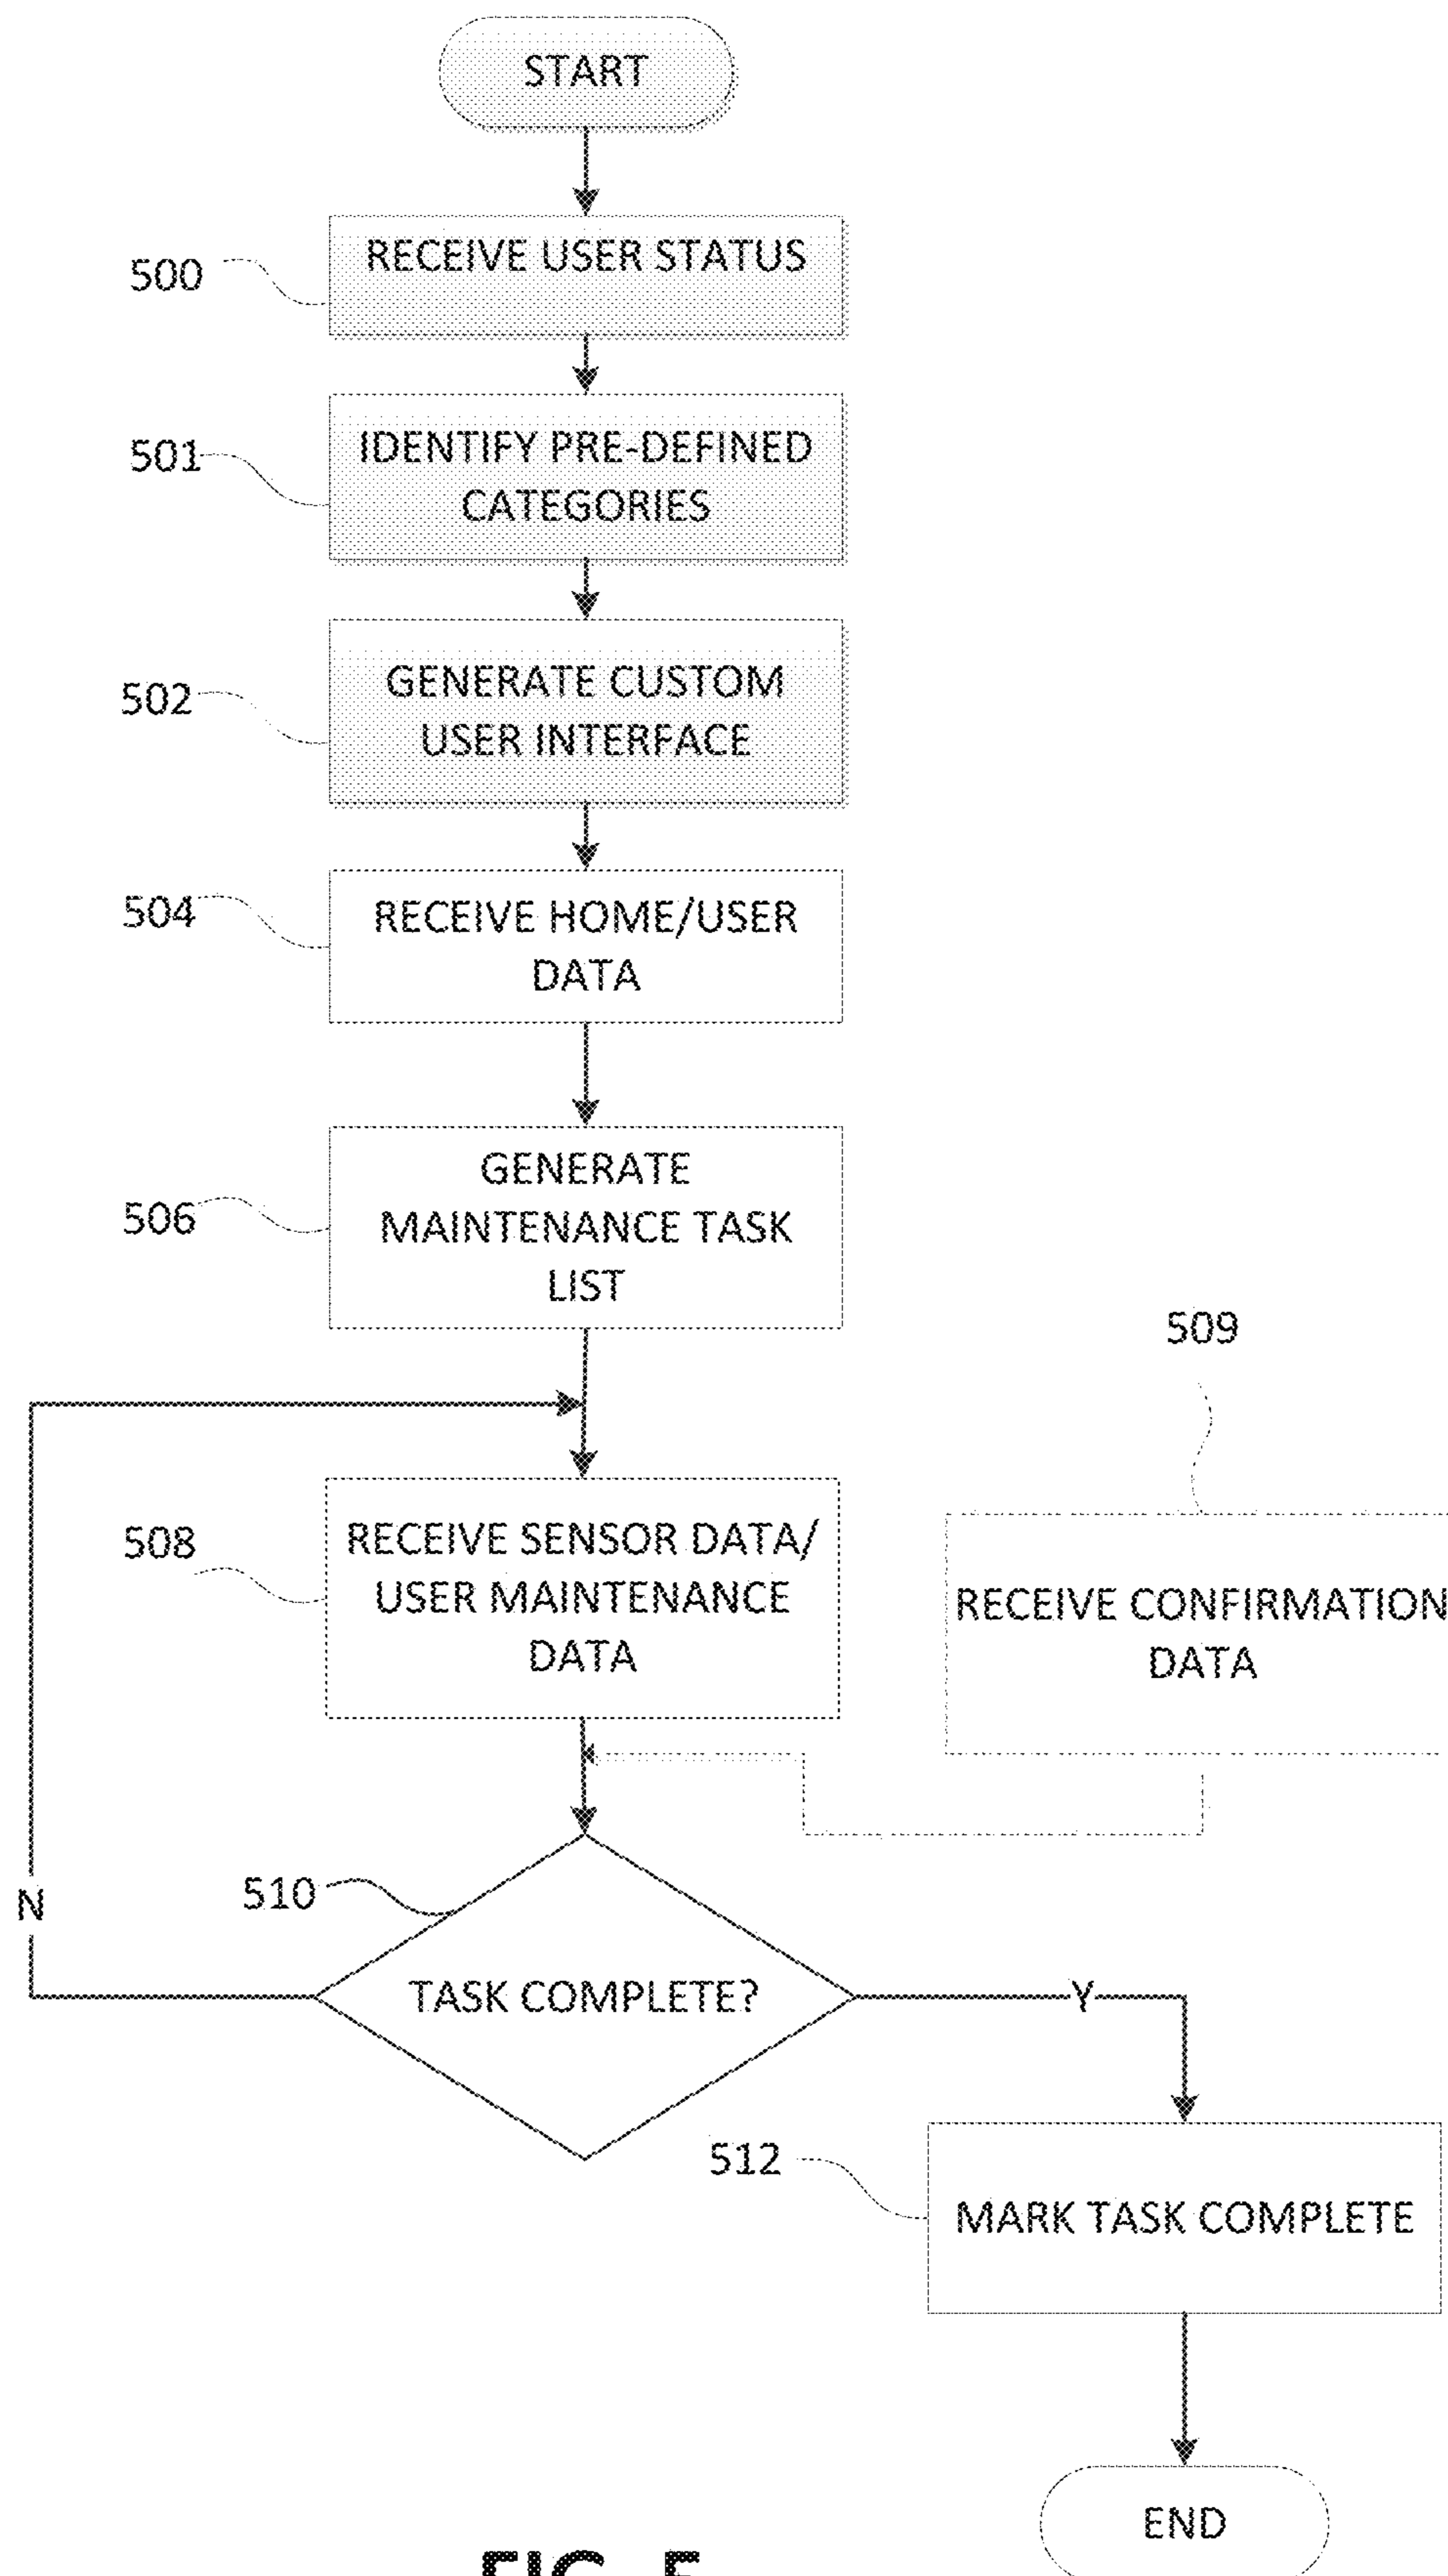 START
500
RECEIVE USER STATUS
501
IDENTIFY PRE-DEFINED
CATEGORIES
502
GENERATE CUSTOM
USER INTERFACE
504
RECEIVE HOME/USER
DATA
506
GENERATE
MAINTENANCE TASK
LIST
508
RECEIVE SENSOR DATA/
USER MAINTENANCE
DATA
509
RECEIVE CONFIRMATION
DATA
N
510
TASK COMPLETE?
Y
512
MARK TASK COMPLETE
END
FIG. 5